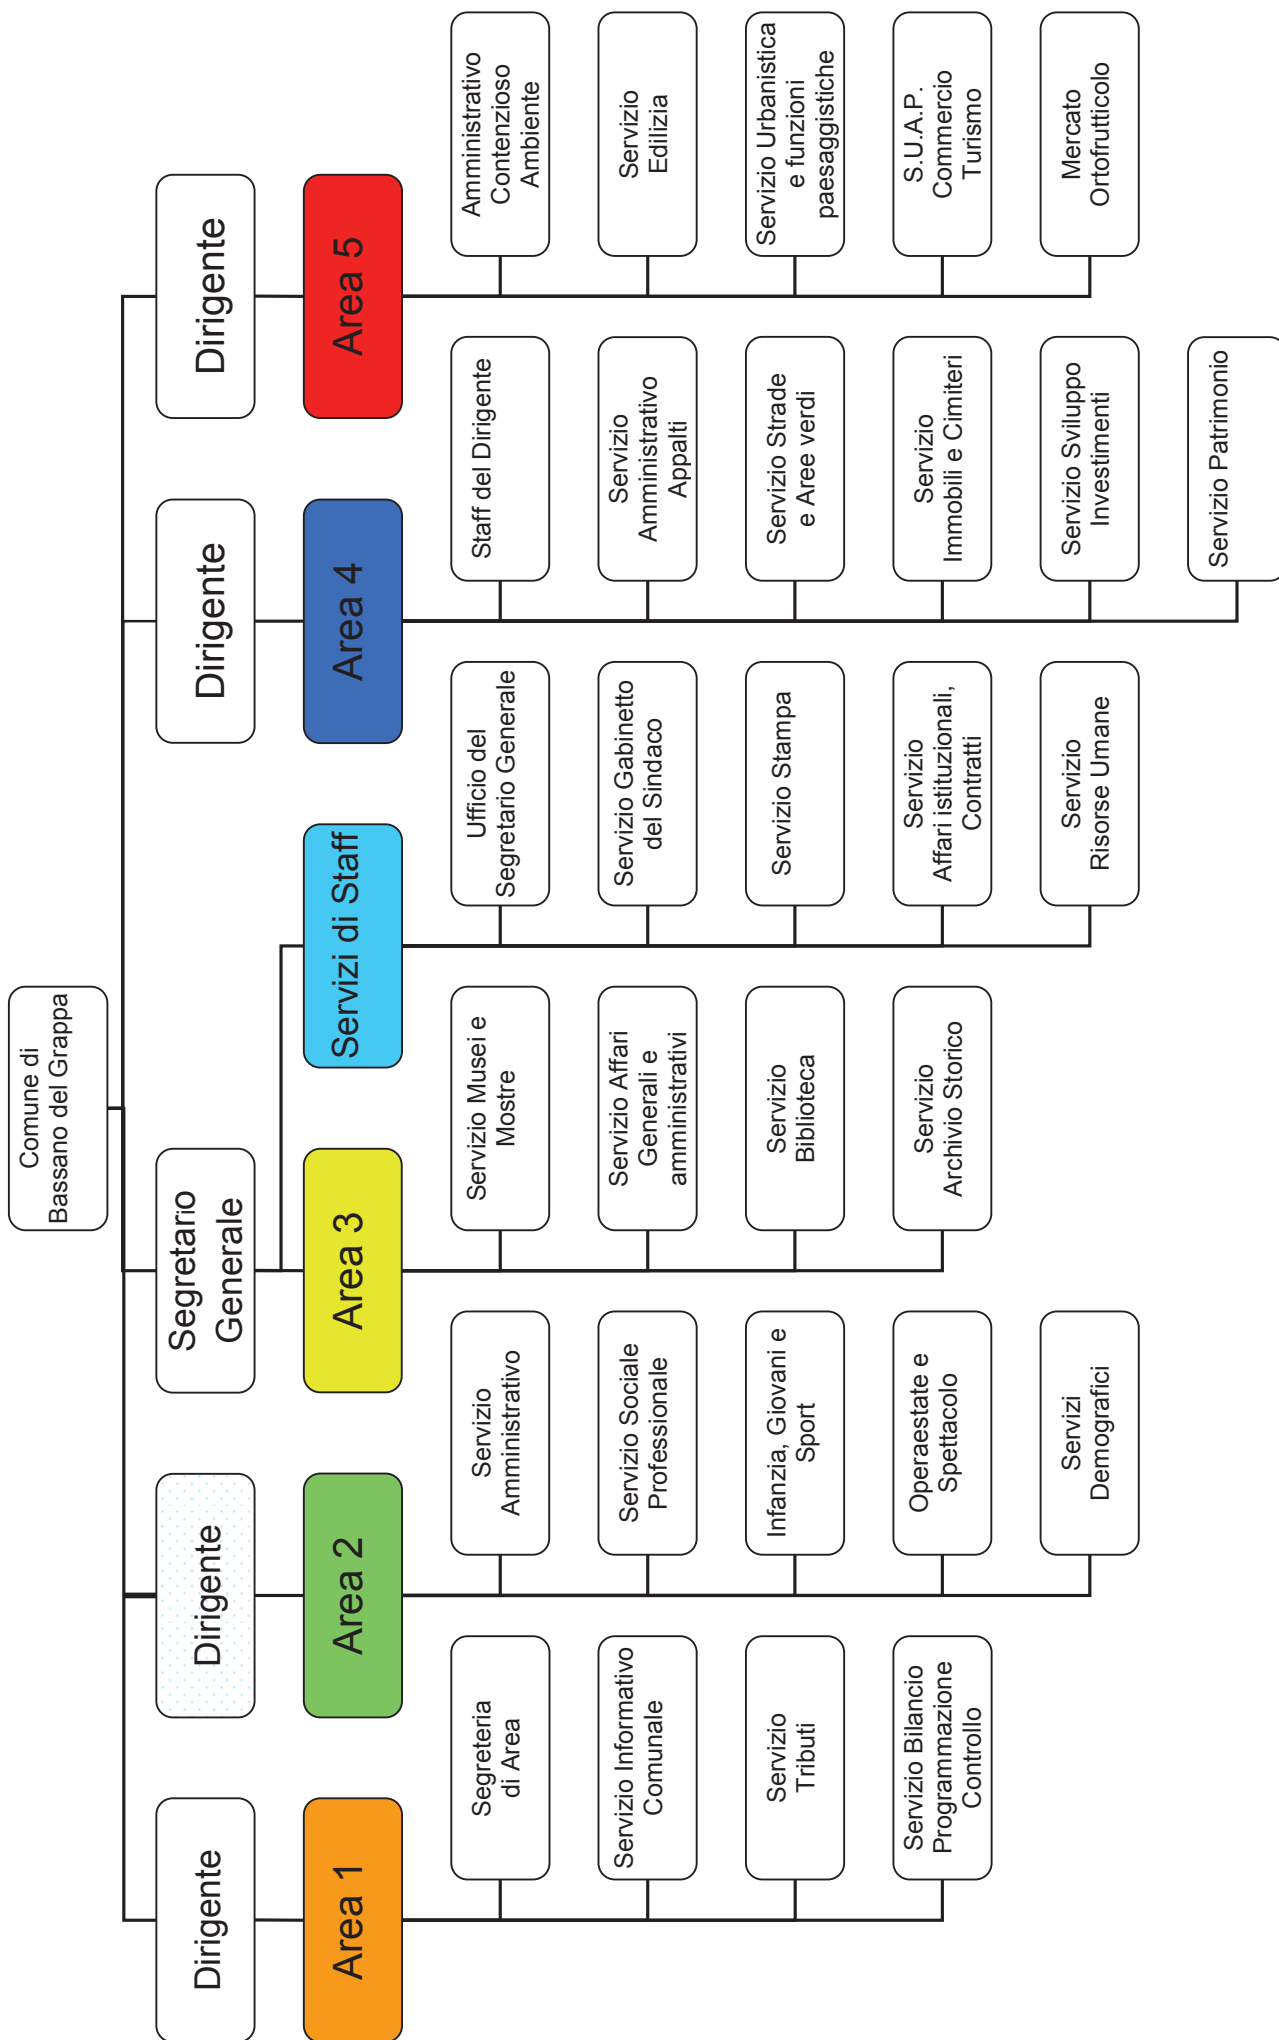 Comune di
Bassano del Grappa
Dirigente
Dirigente
Segretario
Generale
Dirigente
Dirigente
Area 1
Area 2
Area 3
Servizi di Staff
Area 4
Area 5
Segreteria
di Area
Servizio Informativo
Comunale
Servizio
Tributi
Servizio Bilancio
Programmazione
Controllo
Servizio
Amministrativo
Servizio Sociale
Professionale
Infanzia, Giovani e
Sport
Operaestate e
Spettacolo
Servizi
Demografici
Servizio Musei e
Mostre
Servizio Affari
Generali e
amministrativi
Servizio
Biblioteca
Servizio
Archivio Storico
Ufficio del
Segretario Generale
Servizio Gabinetto
del Sindaco
Servizio Stampa
Servizio
Affari istituzionali,
Contratti
Servizio
Risorse Umane
Staff del Dirigente
Servizio
Amministrativo
Appalti
Servizio Strade
e Aree verdi
Servizio
Immobili e Cimiteri
Servizio Sviluppo
Investimenti
Servizio Patrimonio
Amministrativo
Contenzioso
Ambiente
Servizio
Edilizia
Servizio Urbanistica
e funzioni
paesaggistiche
S.U.A.P.
Commercio
Turismo
Mercato
Ortofrutticolo